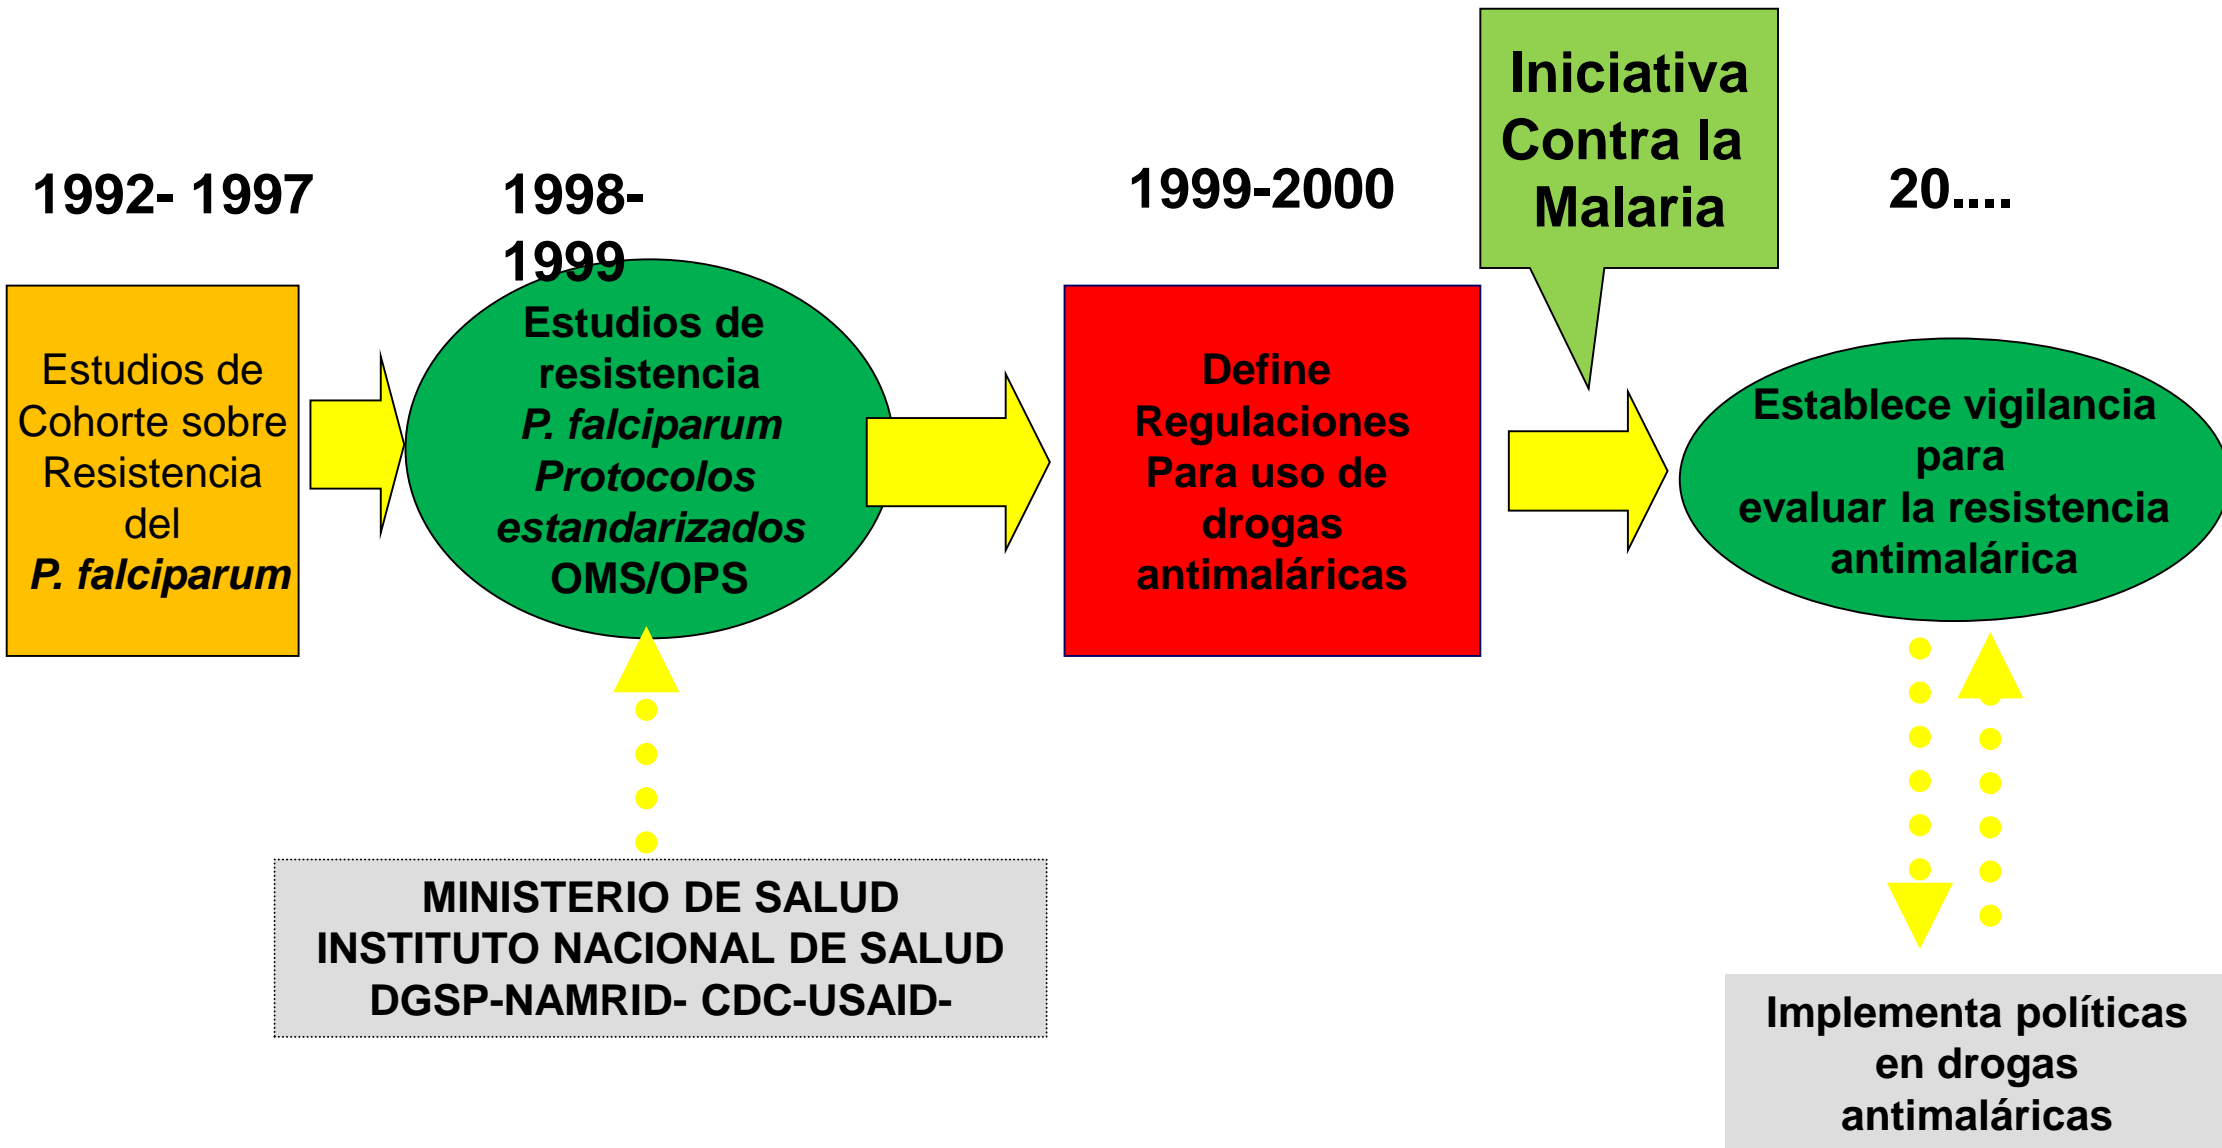 1992- 1997
Estudios de
Cohorte sobre
Resistencia
del
P. falciparum
1998-
1999
Estudios de
resistencia
P. falciparum
Protocolos
estandarizados
OMS/OPS
MINISTERIO DE SALUD
INSTITUTO NACIONAL DE SALUD
DGSP-NAMRID- CDC-USAID-
1999-2000
Define
Regulaciones
Para uso de
drogas
antimaláricas
Iniciativa
Contra la
Malaria
20....
Establece vigilancia
para
evaluar la resistencia
antimalárica
Implementa políticas
en drogas
antimaláricas